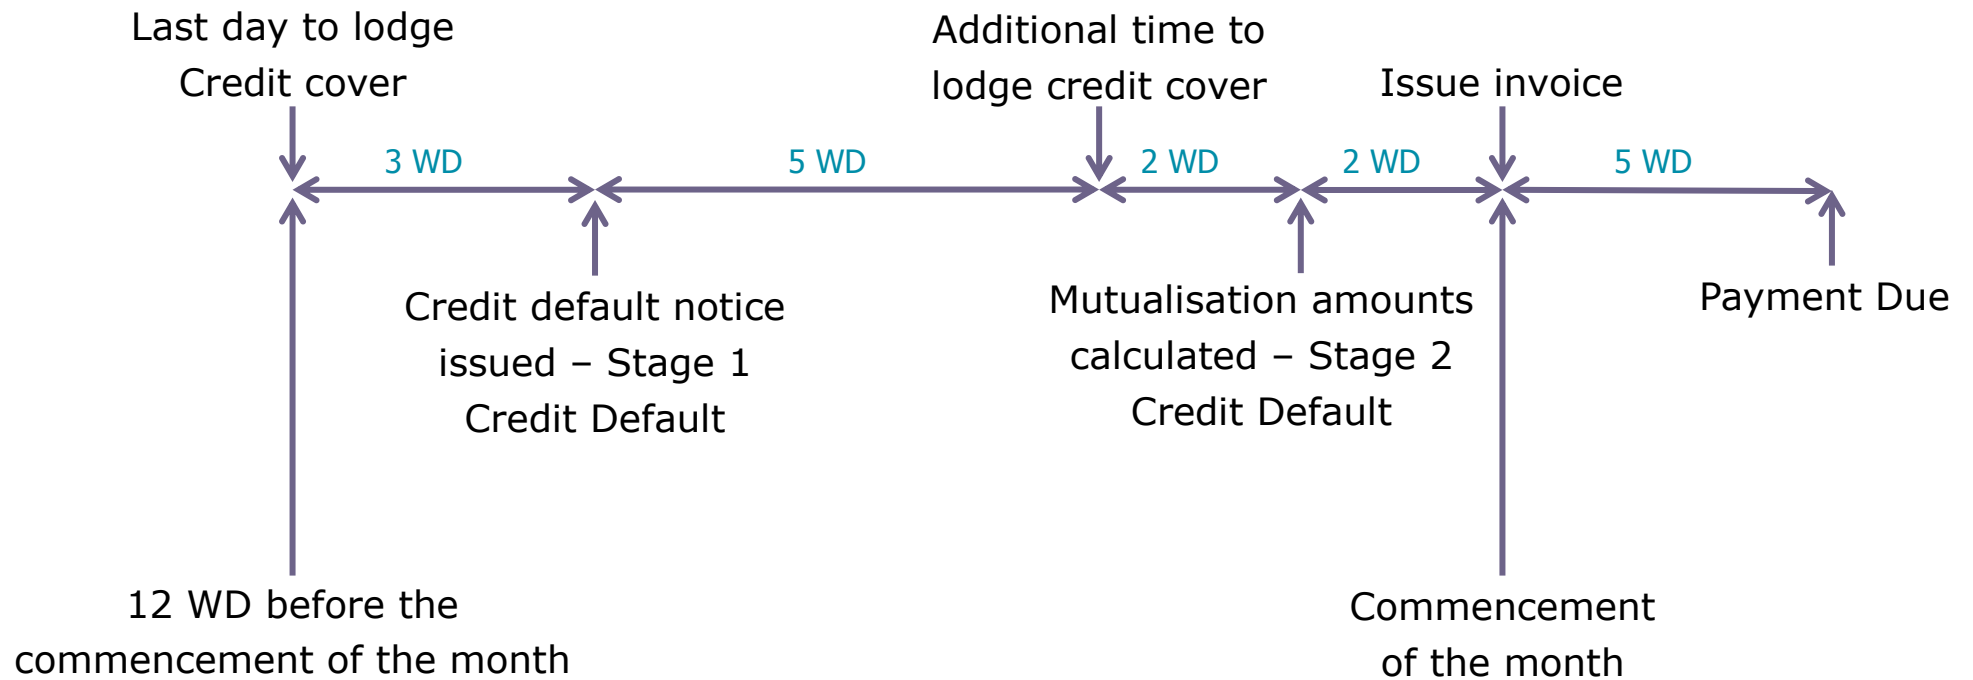 Last day to lodge
Credit cover
Additional time to
lodge credit cover
Issue invoice
3 WD
5 WD
2 WD
2 WD
5 WD
Credit default notice
issued – Stage 1
Credit Default
Mutualisation amounts
calculated – Stage 2
Credit Default
Payment Due
12 WD before the
commencement of the month
Commencement
of the month